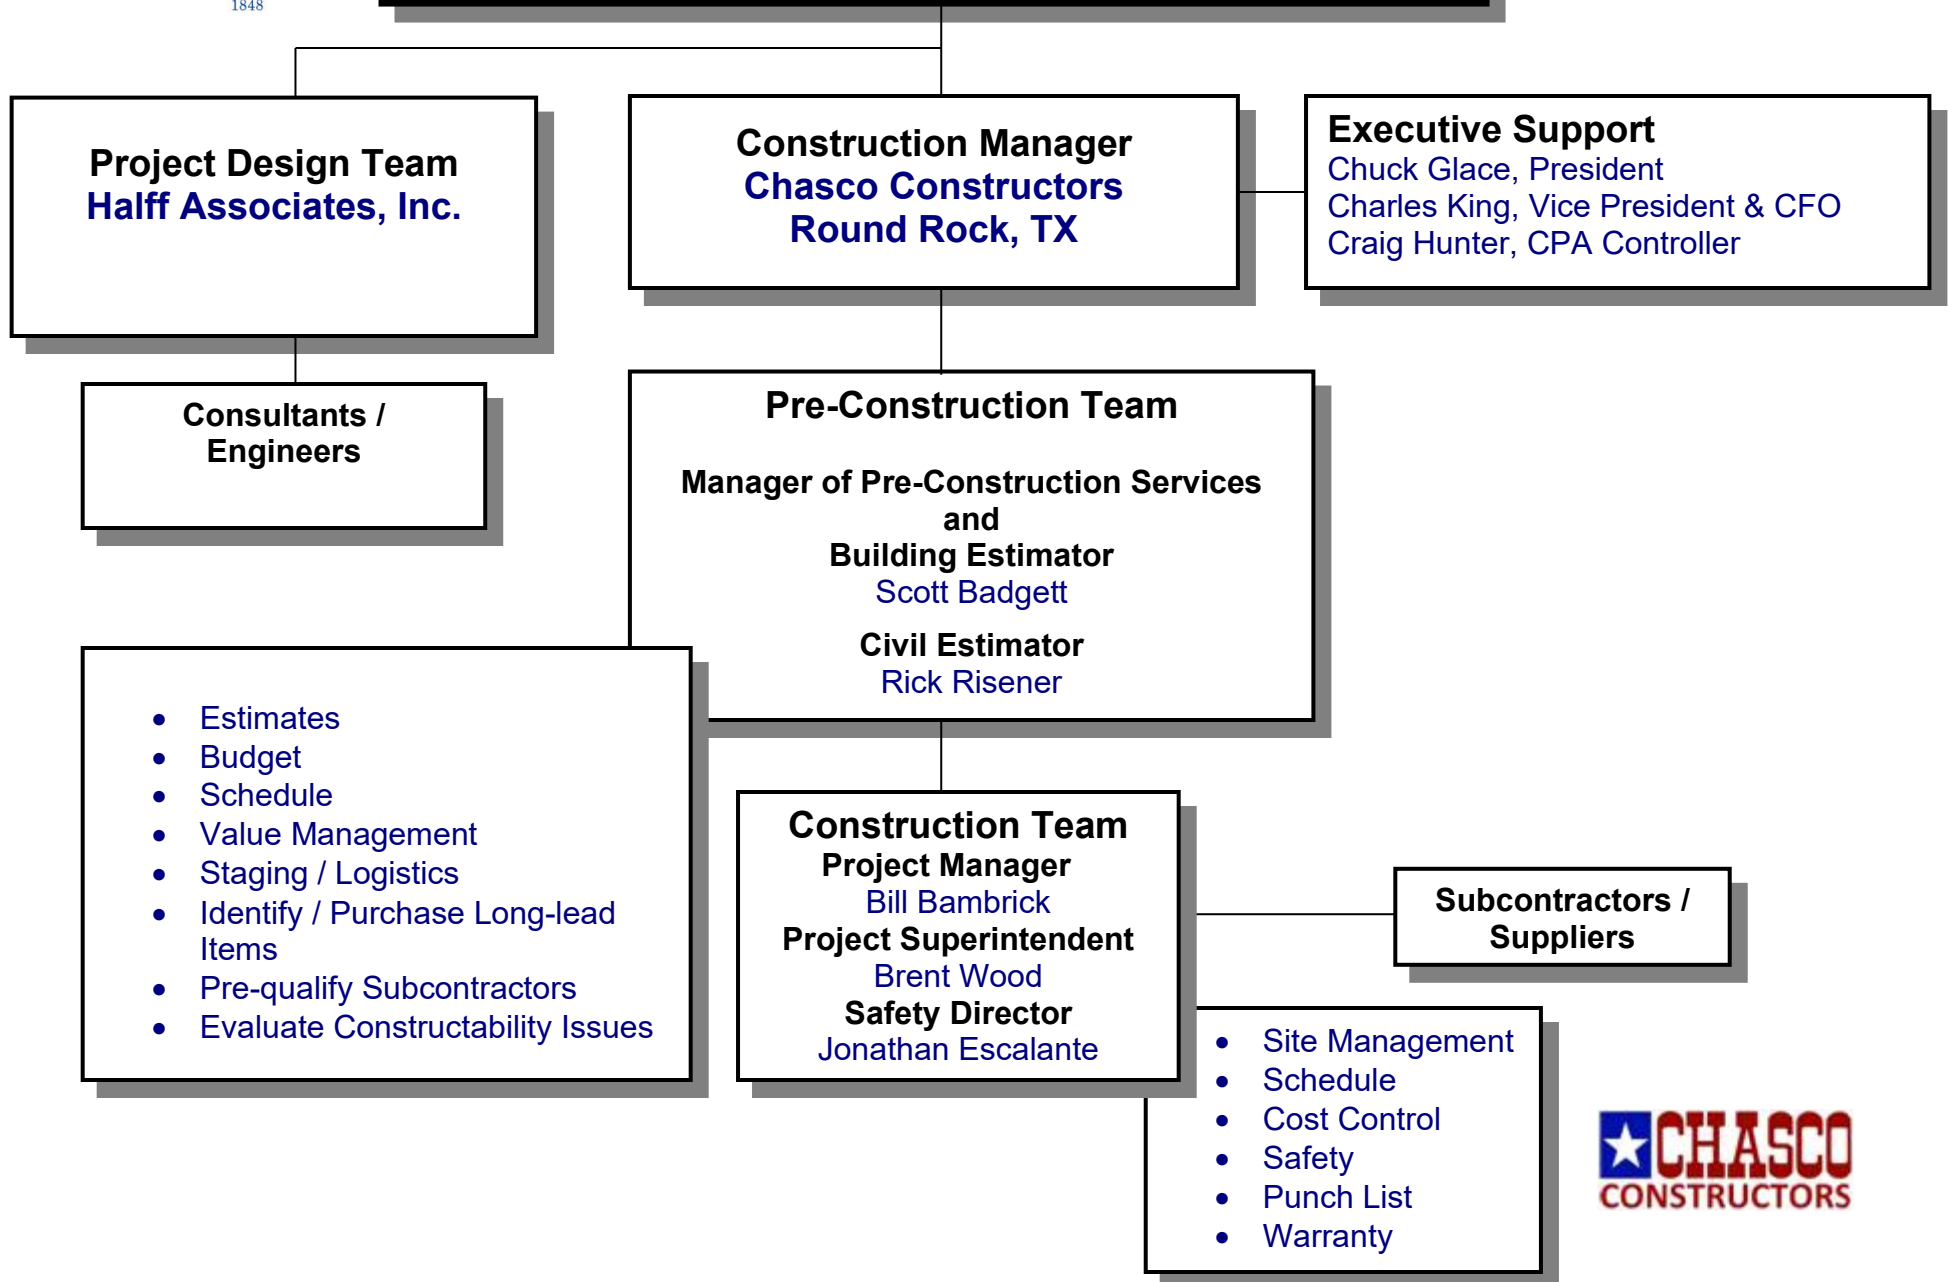 1848
Project Design Team
Halff Associates, Inc.
Construction Manager
Chasco Constructors
Round Rock, TX
Executive Support
Chuck Glace, President
Charles King, Vice President & CFO
Craig Hunter, CPA Controller
Consultants /
Engineers
Pre-Construction Team
Manager of Pre-Construction Services
and
Building Estimator
Scott Badgett
Civil Estimator
Rick Risener
• Estimates
• Budget
• Schedule
• Value Management
• Staging / Logistics
• Identify / Purchase Long-lead
Items
• Pre-qualify Subcontractors
• Evaluate Constructability Issues
Construction Team
Project Manager
Bill Bambrick
Project Superintendent
Brent Wood
Safety Director
Jonathan Escalante
Subcontractors /
Suppliers
• Site Management
• Schedule
• Cost Control
• Safety
• Punch List
• Warranty
CHASCO
CONSTRUCTORS